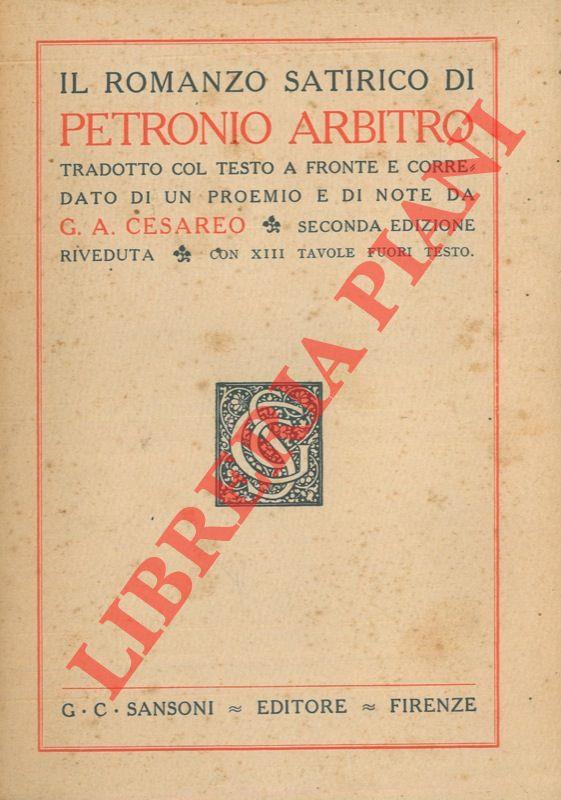 IL ROMANZO SATIRICO DI
PETRONIO ARBITRO
TRADOTTO COL TESTO A FRONTE E CORRE=
DATO DI UN PROEMIO E DI NOTE DA
G. A. CESAREO SECONDA EDIZIONE
RIVEDUTA CON XIII TAVOLE FUORI TESTO.
G · C · SANSONI ≈ EDITORE ≈ FIRENZE
LIBRERIA PIANI